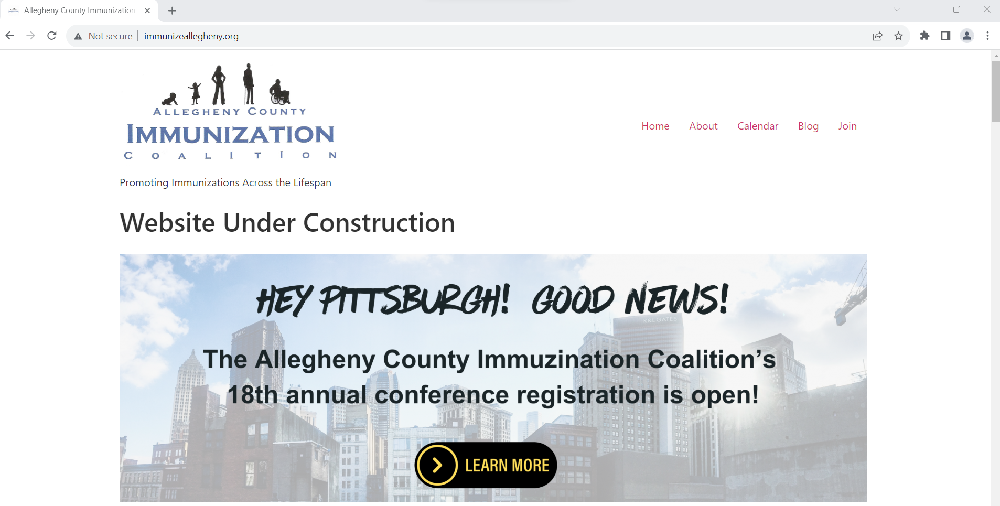 Allegheny County Immunization
Not secure
immunizeallegheny.org
ALLEGHENY COUNTY
IMMUNIZATION
COALITION
Home
About
Calendar
Blog
Join
Promoting Immunizations Across the Lifespan
Website Under Construction
HEY PITTSBURGH! GOOD NEWS!
K&L GATES
The Allegheny County Immuzination Coalition’s
18th annual conference registration is open!
LEARN MORE